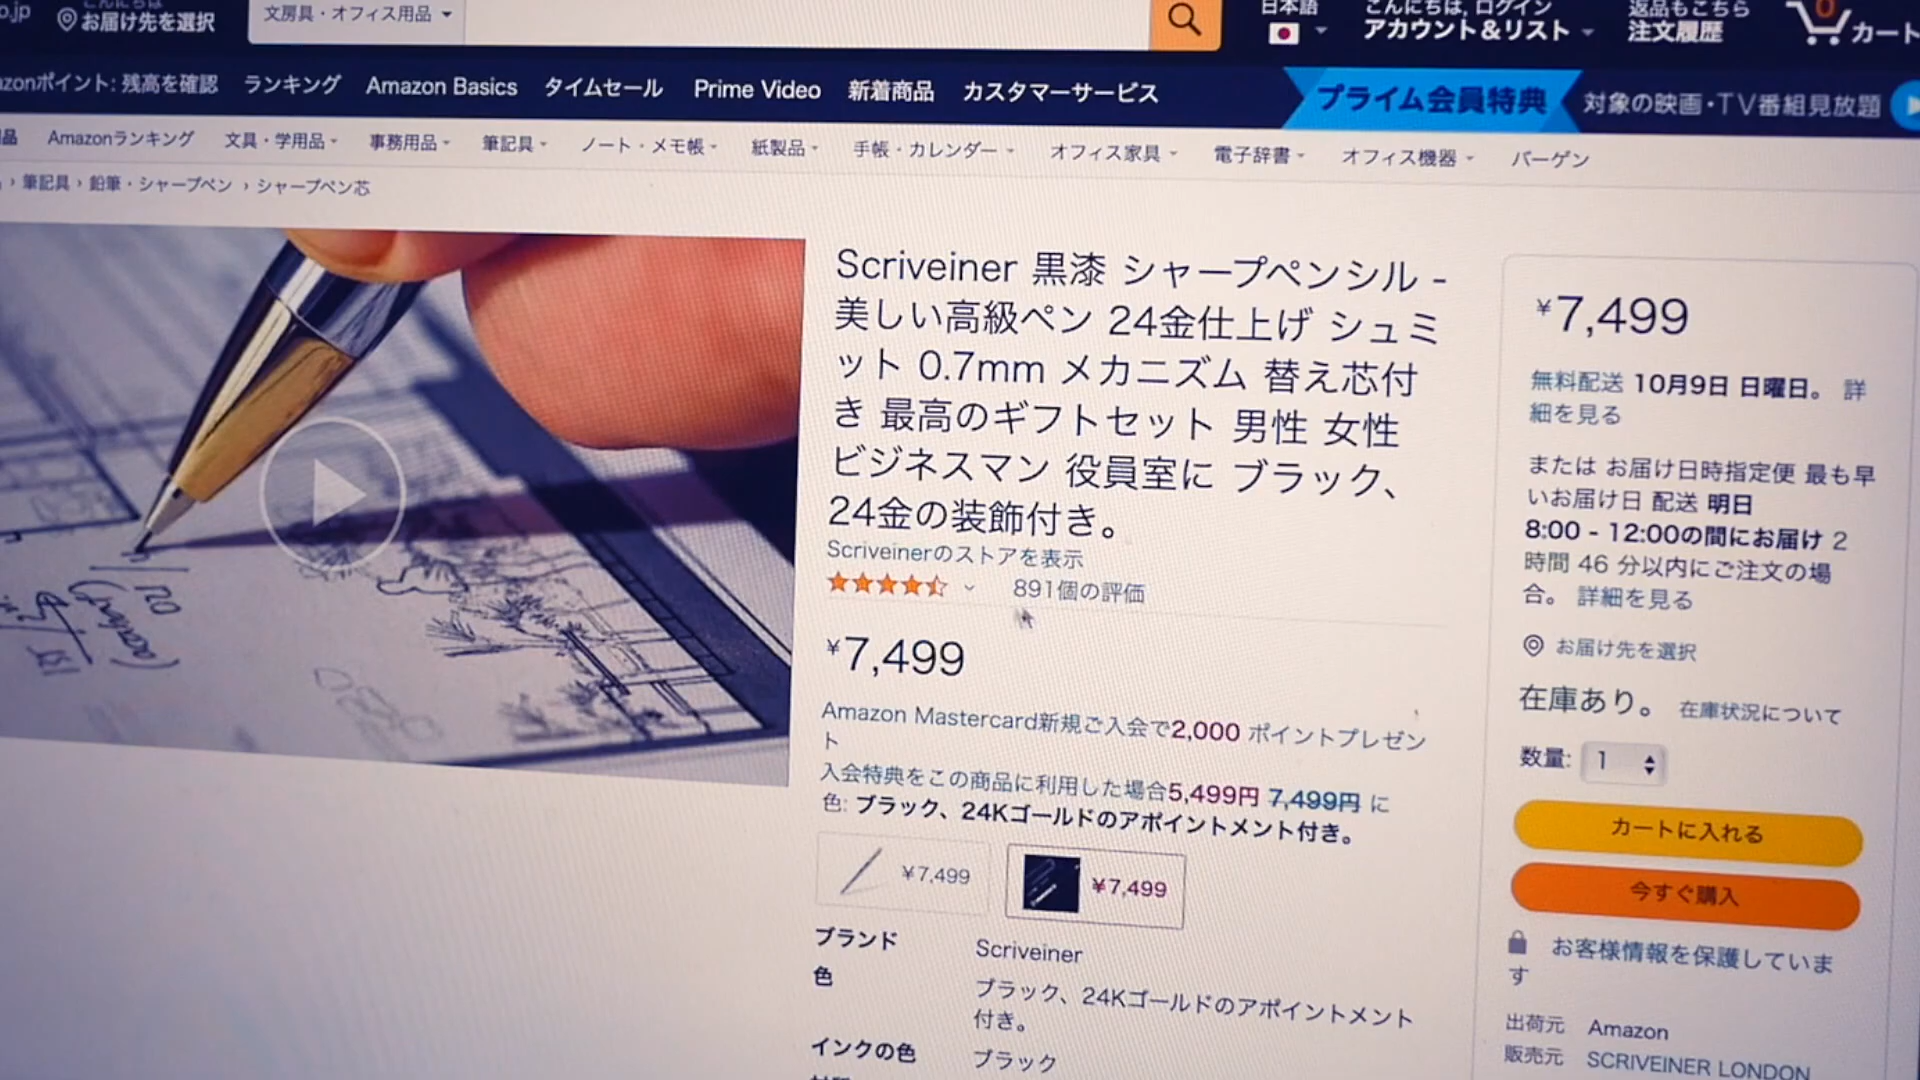 o.jp
お届け先を選択
文房具・オフィス用品
日本語
こんにちは, ログイン
アカウント&リスト
返品もこちら
注文履歴
0
カート
zonポイント: 残高を確認
ランキング
Amazon Basics
タイムセール
Prime Video
新着商品
カスタマーサービス
プライム会員特典
対象の映画・TV番組見放題
品
Amazonランキング
文具・学用品
事務用品
筆記具
ノート・メモ帳
紙製品
手帳・カレンダー
オフィス家具
電子辞書
オフィス機器
バーゲン
› 筆記具 › 鉛筆・シャープペン › シャープペン芯
Scriveiner 黒漆 シャープペンシル -
美しい高級ペン 24金仕上げ シュミ
ット 0.7mm メカニズム 替え芯付
き 最高のギフトセット 男性 女性
ビジネスマン 役員室に ブラック、
24金の装飾付き。
Scriveinerのストアを表示
891個の評価
¥7,499
Amazon Mastercard新規ご入会で2,000 ポイントプレゼン
ト
入会特典をこの商品に利用した場合5,499円 7,499円 に
色: ブラック、24Kゴールドのアポイントメント付き。
¥7,499
¥7,499
ブランド
Scriveiner
色
ブラック、24Kゴールドのアポイントメント
付き。
インクの色
ブラック
¥7,499
無料配送 10月9日 日曜日。 詳
細を見る
または お届け日時指定便 最も早
いお届け日 配送 明日
8:00 - 12:00の間にお届け 2
時間 46 分以内にご注文の場
合。 詳細を見る
お届け先を選択
在庫あり。 在庫状況について
数量: 1
カートに入れる
今すぐ購入
お客様情報を保護していま
す
出荷元 Amazon
販売元 SCRIVEINER LONDON
120